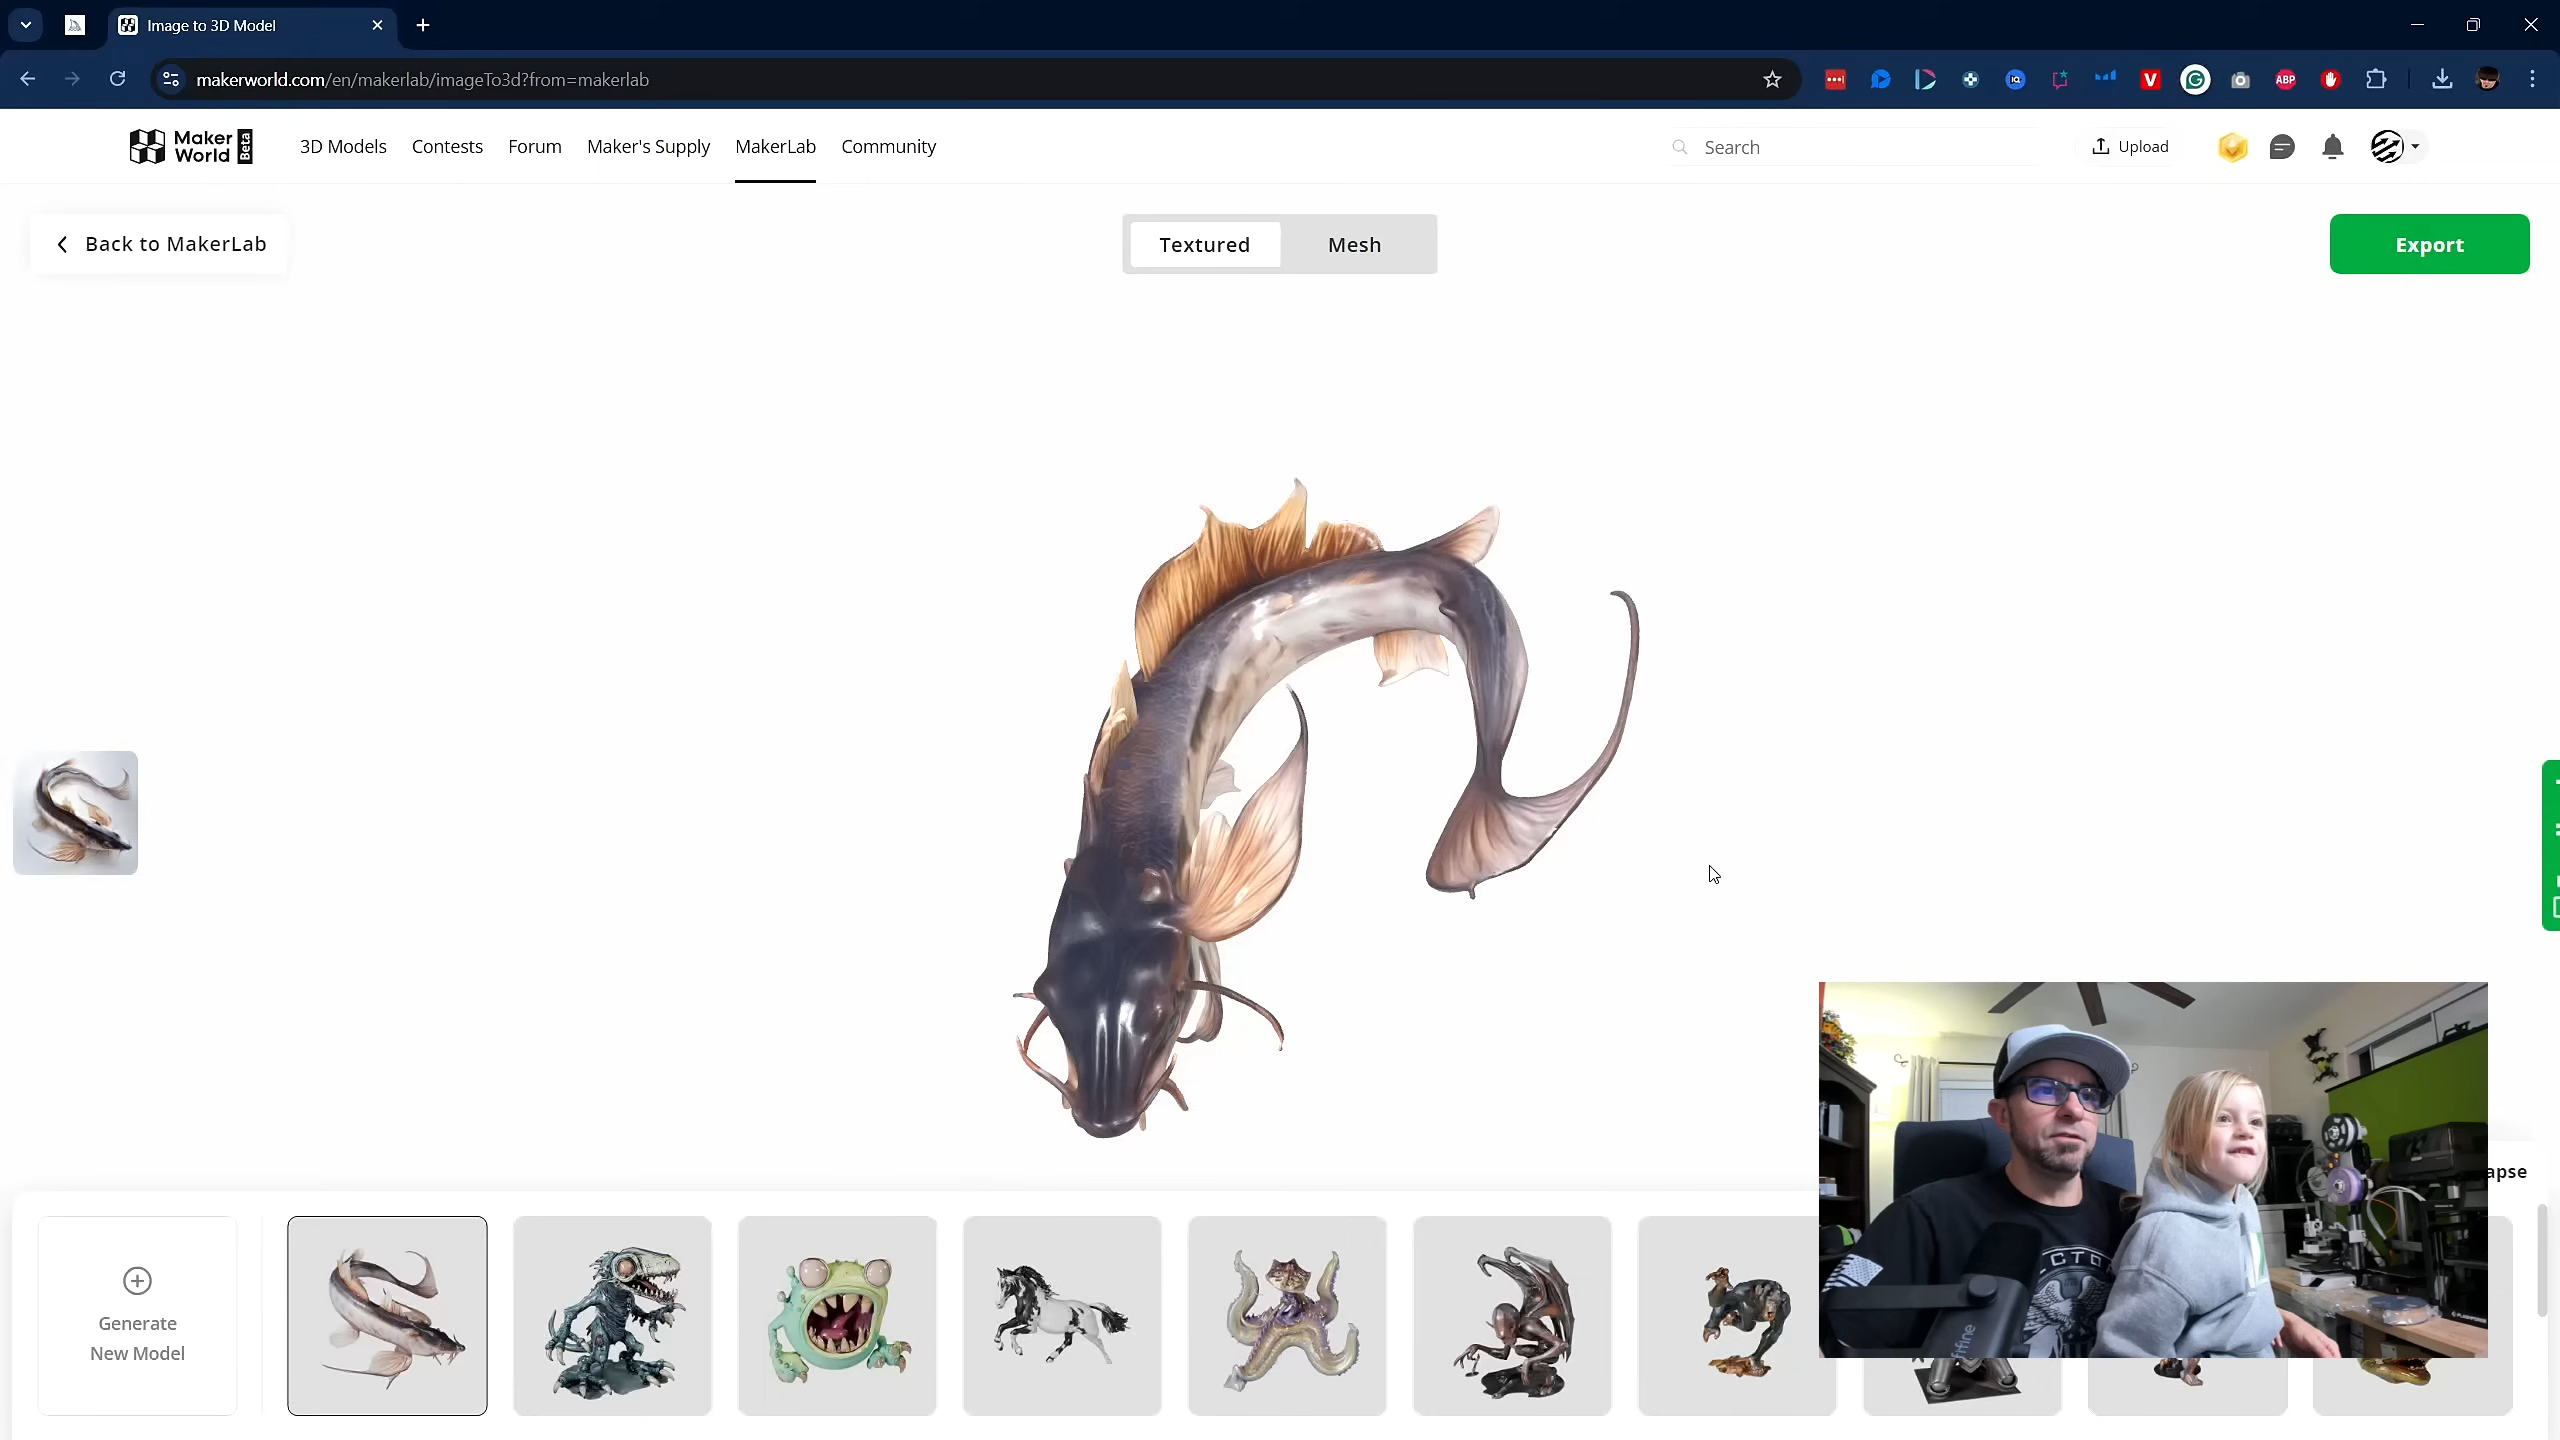 Image to 3D Model
makerworld.com/en/makerlab/imageTo3d?from=makerlab
ABP
Maker World Beta
3D Models
Contests
Forum
Maker's Supply
MakerLab
Community
Search
Upload
Back to MakerLab
Textured
Mesh
Export
apse
Generate
New Model